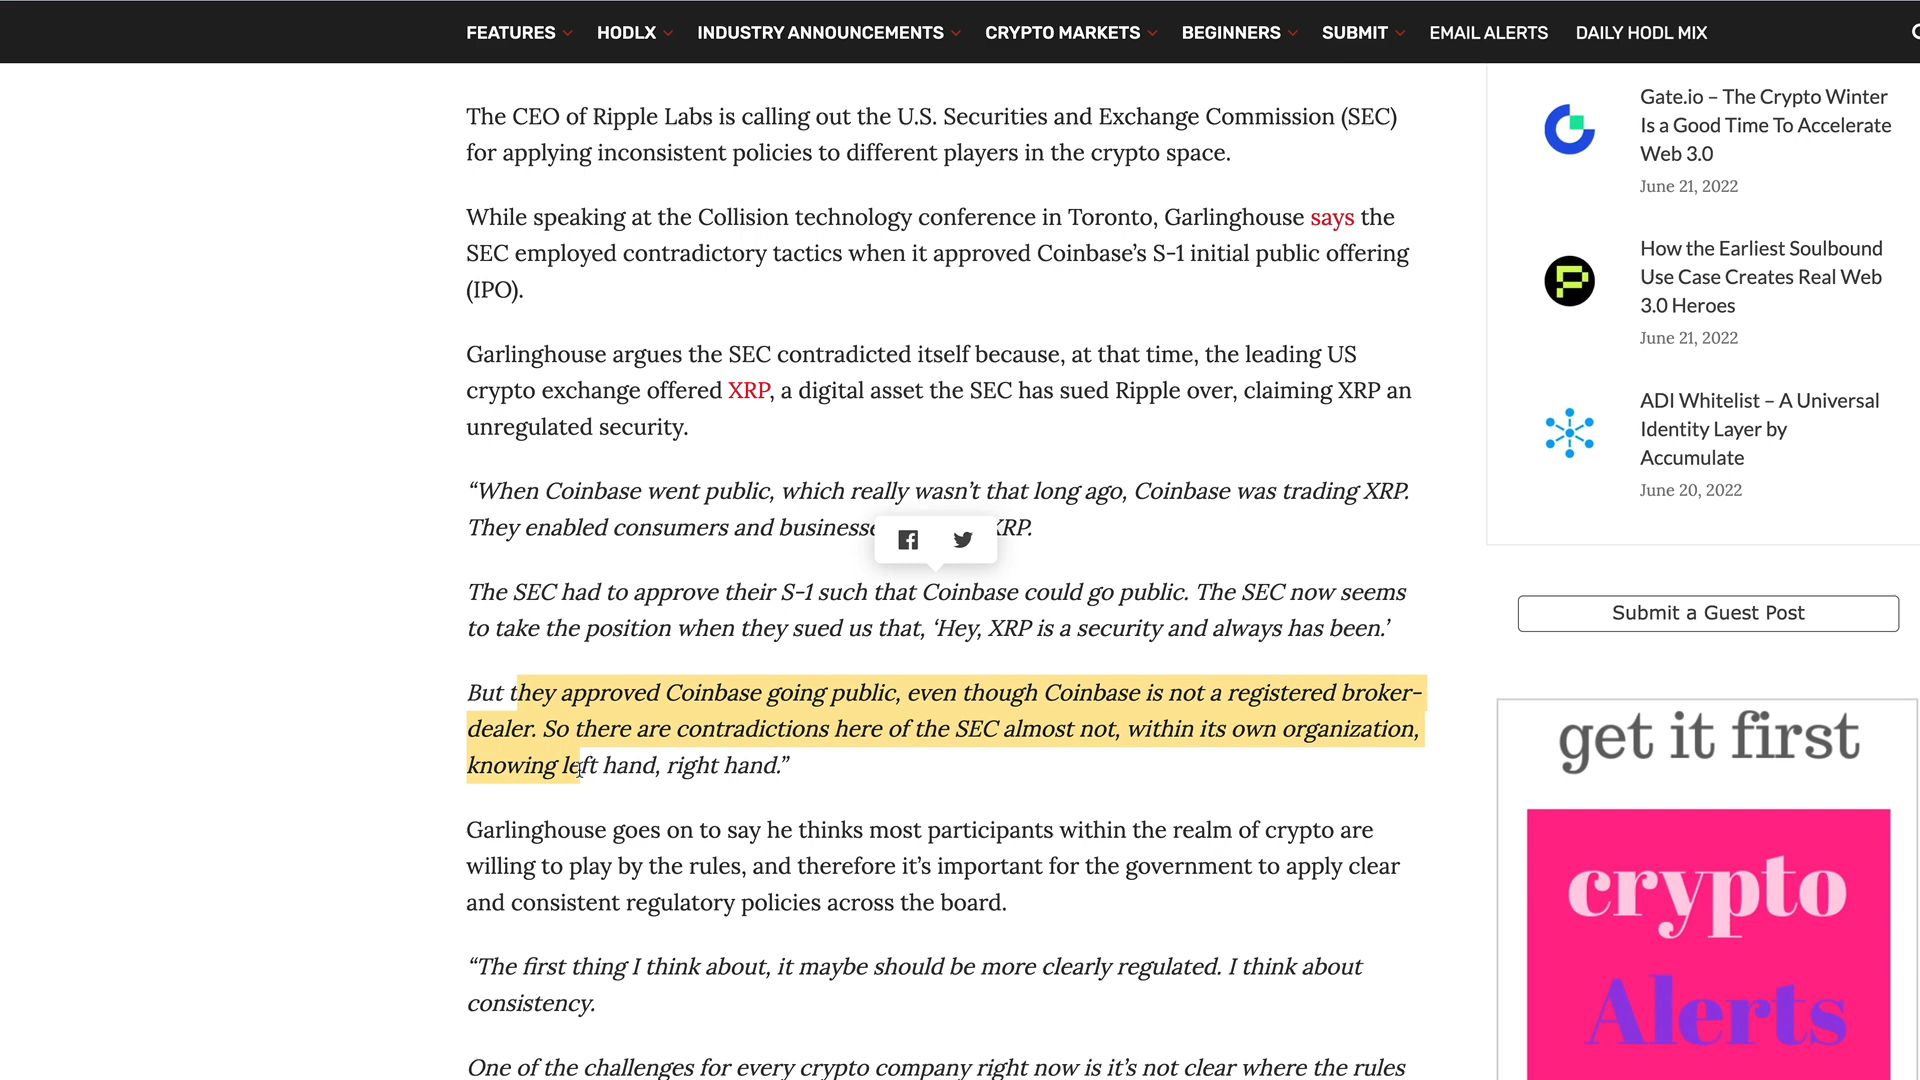 FEATURES HODLX INDUSTRY ANNOUNCEMENTS CRYPTO MARKETS BEGINNERS SUBMIT EMAIL ALERTS DAILY HODL MIX
The CEO of Ripple Labs is calling out the U.S. Securities and Exchange Commission (SEC)
for applying inconsistent policies to different players in the crypto space.
While speaking at the Collision technology conference in Toronto, Garlinghouse says the
SEC employed contradictory tactics when it approved Coinbase’s S-1 initial public offering
(IPO).
Garlinghouse argues the SEC contradicted itself because, at that time, the leading US
crypto exchange offered XRP, a digital asset the SEC has sued Ripple over, claiming XRP an
unregulated security.
“When Coinbase went public, which really wasn’t that long ago, Coinbase was trading XRP.
They enabled consumers and businesse XRP.
The SEC had to approve their S-1 such that Coinbase could go public. The SEC now seems
to take the position when they sued us that, ‘Hey, XRP is a security and always has been.’
But they approved Coinbase going public, even though Coinbase is not a registered broker-
dealer. So there are contradictions here of the SEC almost not, within its own organization,
knowing left hand, right hand.”
Garlinghouse goes on to say he thinks most participants within the realm of crypto are
willing to play by the rules, and therefore it’s important for the government to apply clear
and consistent regulatory policies across the board.
“The first thing I think about, it maybe should be more clearly regulated. I think about
consistency.
One of the challenges for every crypto company right now is it’s not clear where the rules
Gate.io – The Crypto Winter
Is a Good Time To Accelerate
Web 3.0
June 21, 2022
How the Earliest Soulbound
Use Case Creates Real Web
3.0 Heroes
June 21, 2022
ADI Whitelist – A Universal
Identity Layer by
Accumulate
June 20, 2022
Submit a Guest Post
get it first
crypto
Alerts